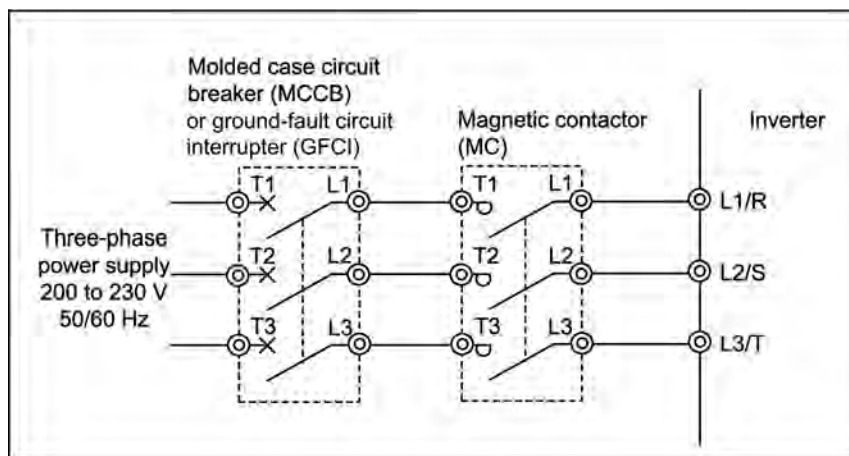 Molded case circuit
breaker (MCCB)
or ground-fault circuit
interrupter (GFCI)
Magnetic contactor
(MC)
Inverter
T1 L1 T1 L1 L1/R
Three-phase
power supply
200 to 230 V
50/60 Hz
T2 L2 T2 L2 L2/S
T3 L3 T3 L3 L3/T